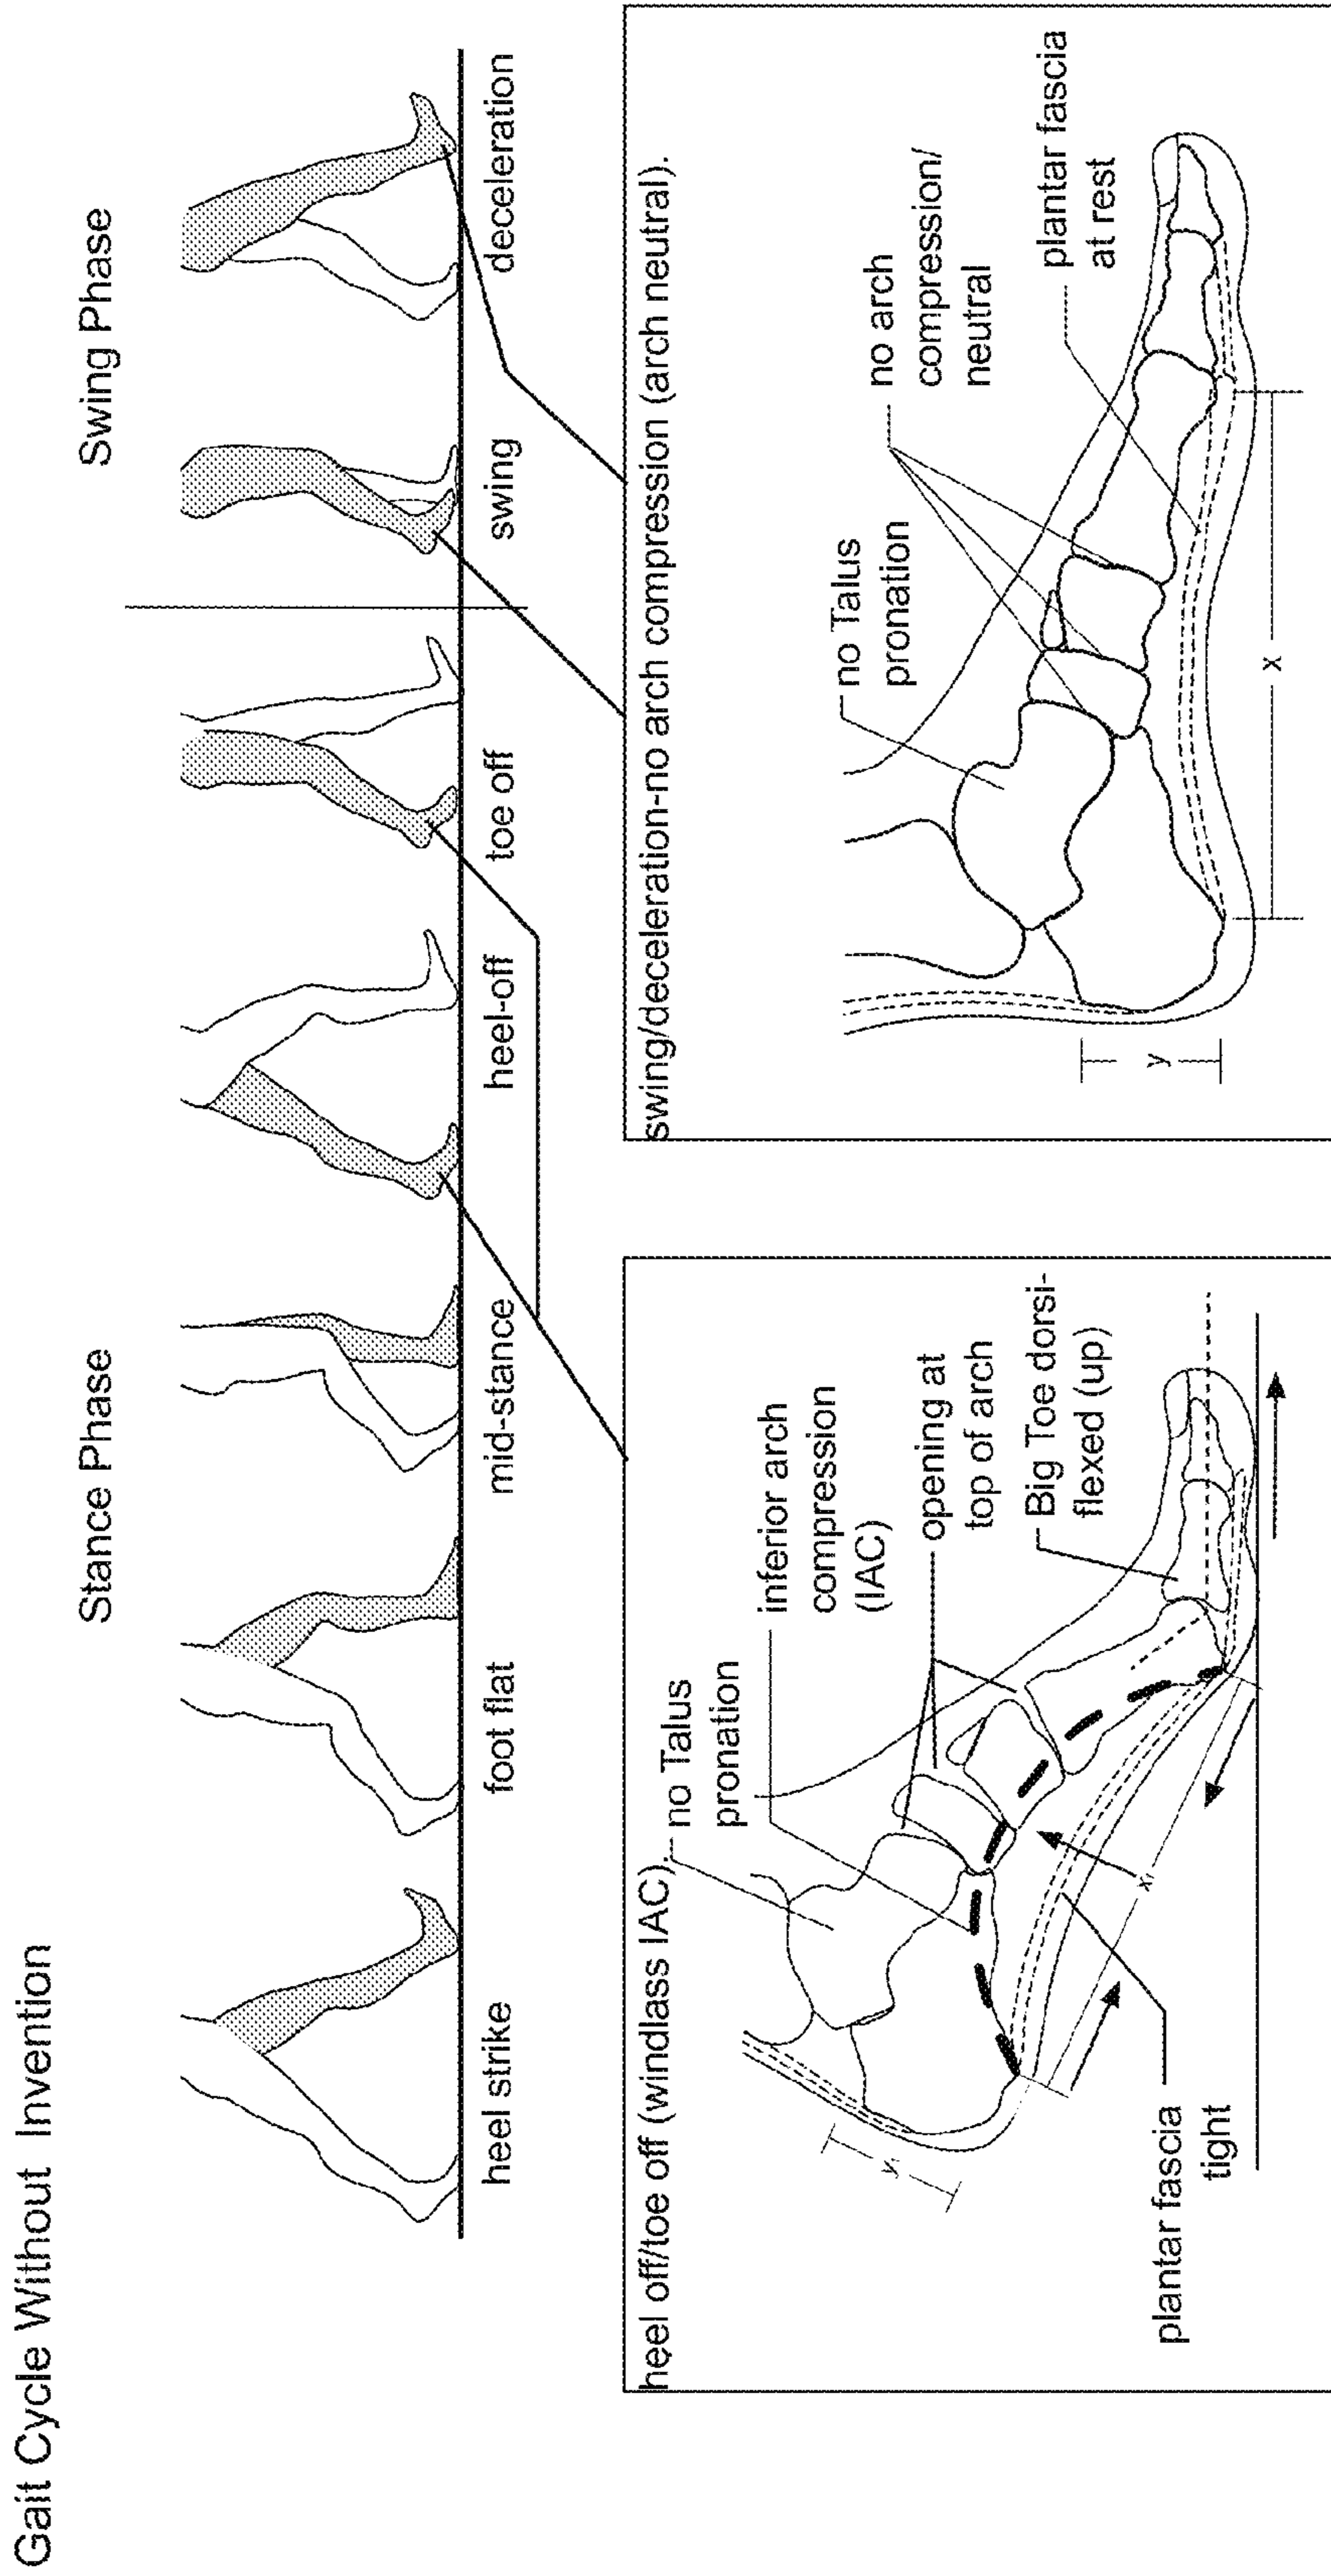 Gait Cycle Without Invention
Stance Phase
Swing Phase
heel strike
foot flat
mid-stance
heel-off
toe off
swing
deceleration
heel off/toe off (windlass IAC).
no Talus
pronation
inferior arch
compression
(IAC)
opening at
top of arch
Big Toe dorsi-
flexed (up)
plantar fascia
tight
y,
x,
swing/deceleration-no arch compression (arch neutral).
no Talus
pronation
no arch
compression/
neutral
plantar fascia
at rest
y
x